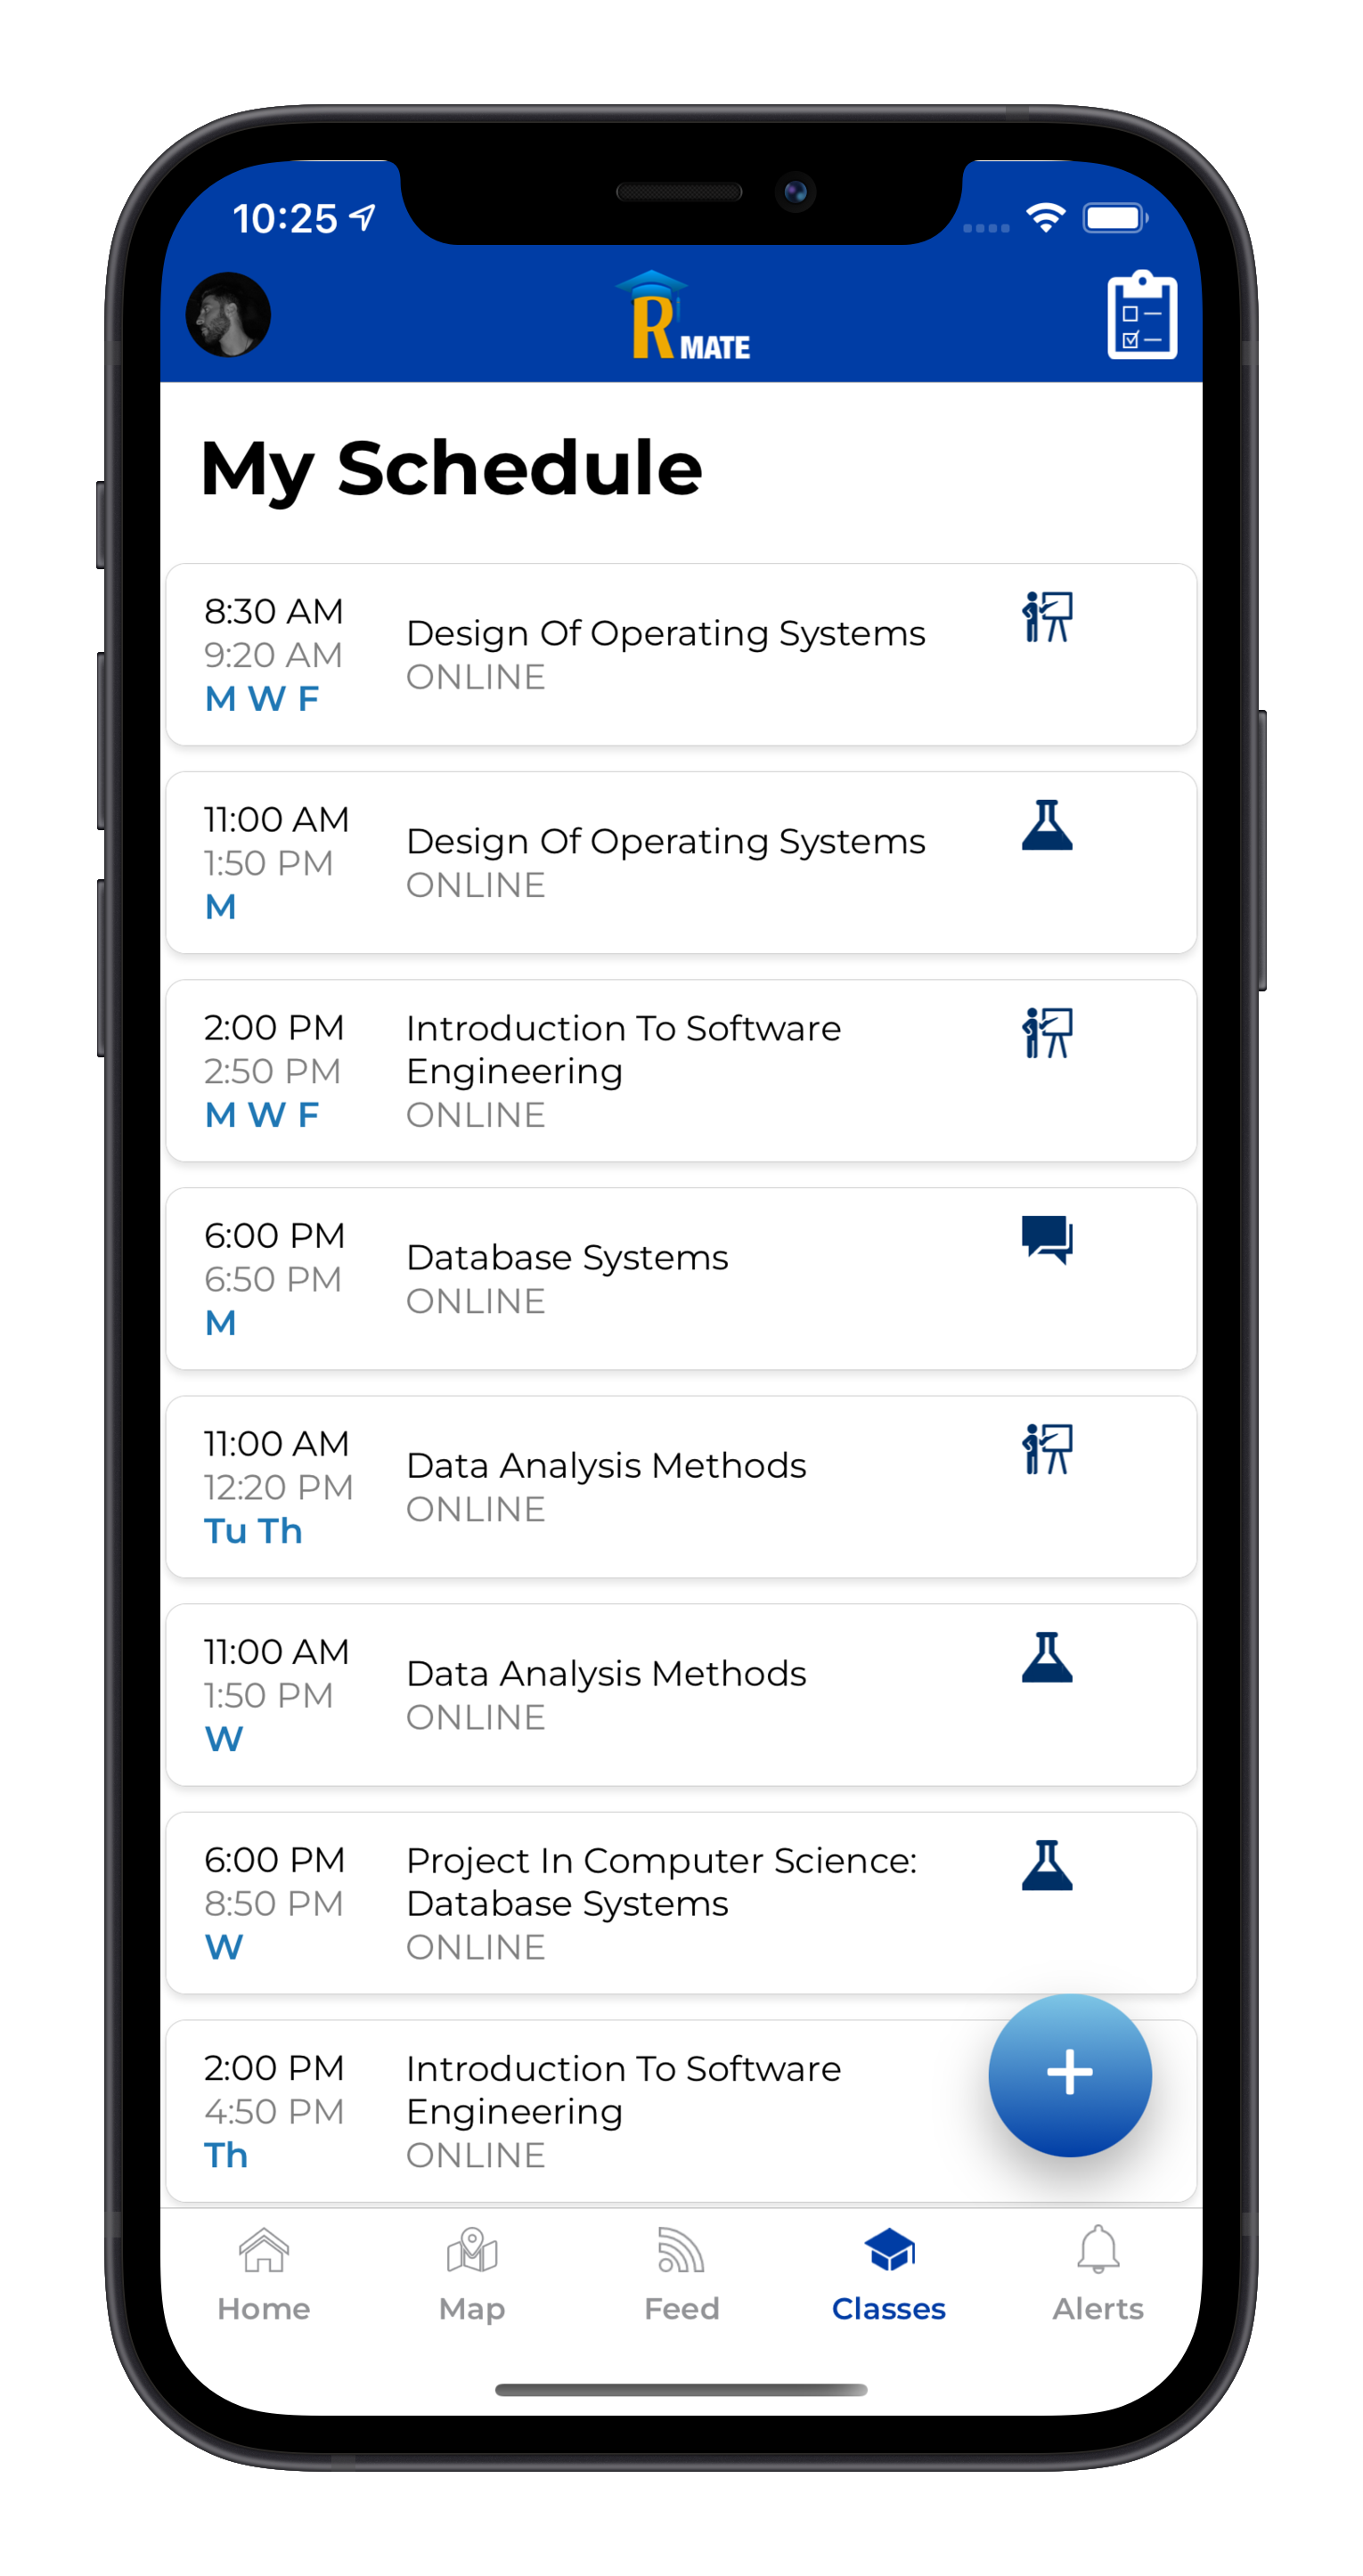 10:25
R MATE
My Schedule
8:30 AM
9:20 AM
M W F
Design Of Operating Systems
ONLINE
11:00 AM
1:50 PM
M
Design Of Operating Systems
ONLINE
2:00 PM
2:50 PM
M W F
Introduction To Software
Engineering
ONLINE
6:00 PM
6:50 PM
M
Database Systems
ONLINE
11:00 AM
12:20 PM
Tu Th
Data Analysis Methods
ONLINE
11:00 AM
1:50 PM
W
Data Analysis Methods
ONLINE
6:00 PM
8:50 PM
W
Project In Computer Science:
Database Systems
ONLINE
2:00 PM
4:50 PM
Th
Introduction To Software
Engineering
ONLINE
Home
Map
Feed
Classes
Alerts